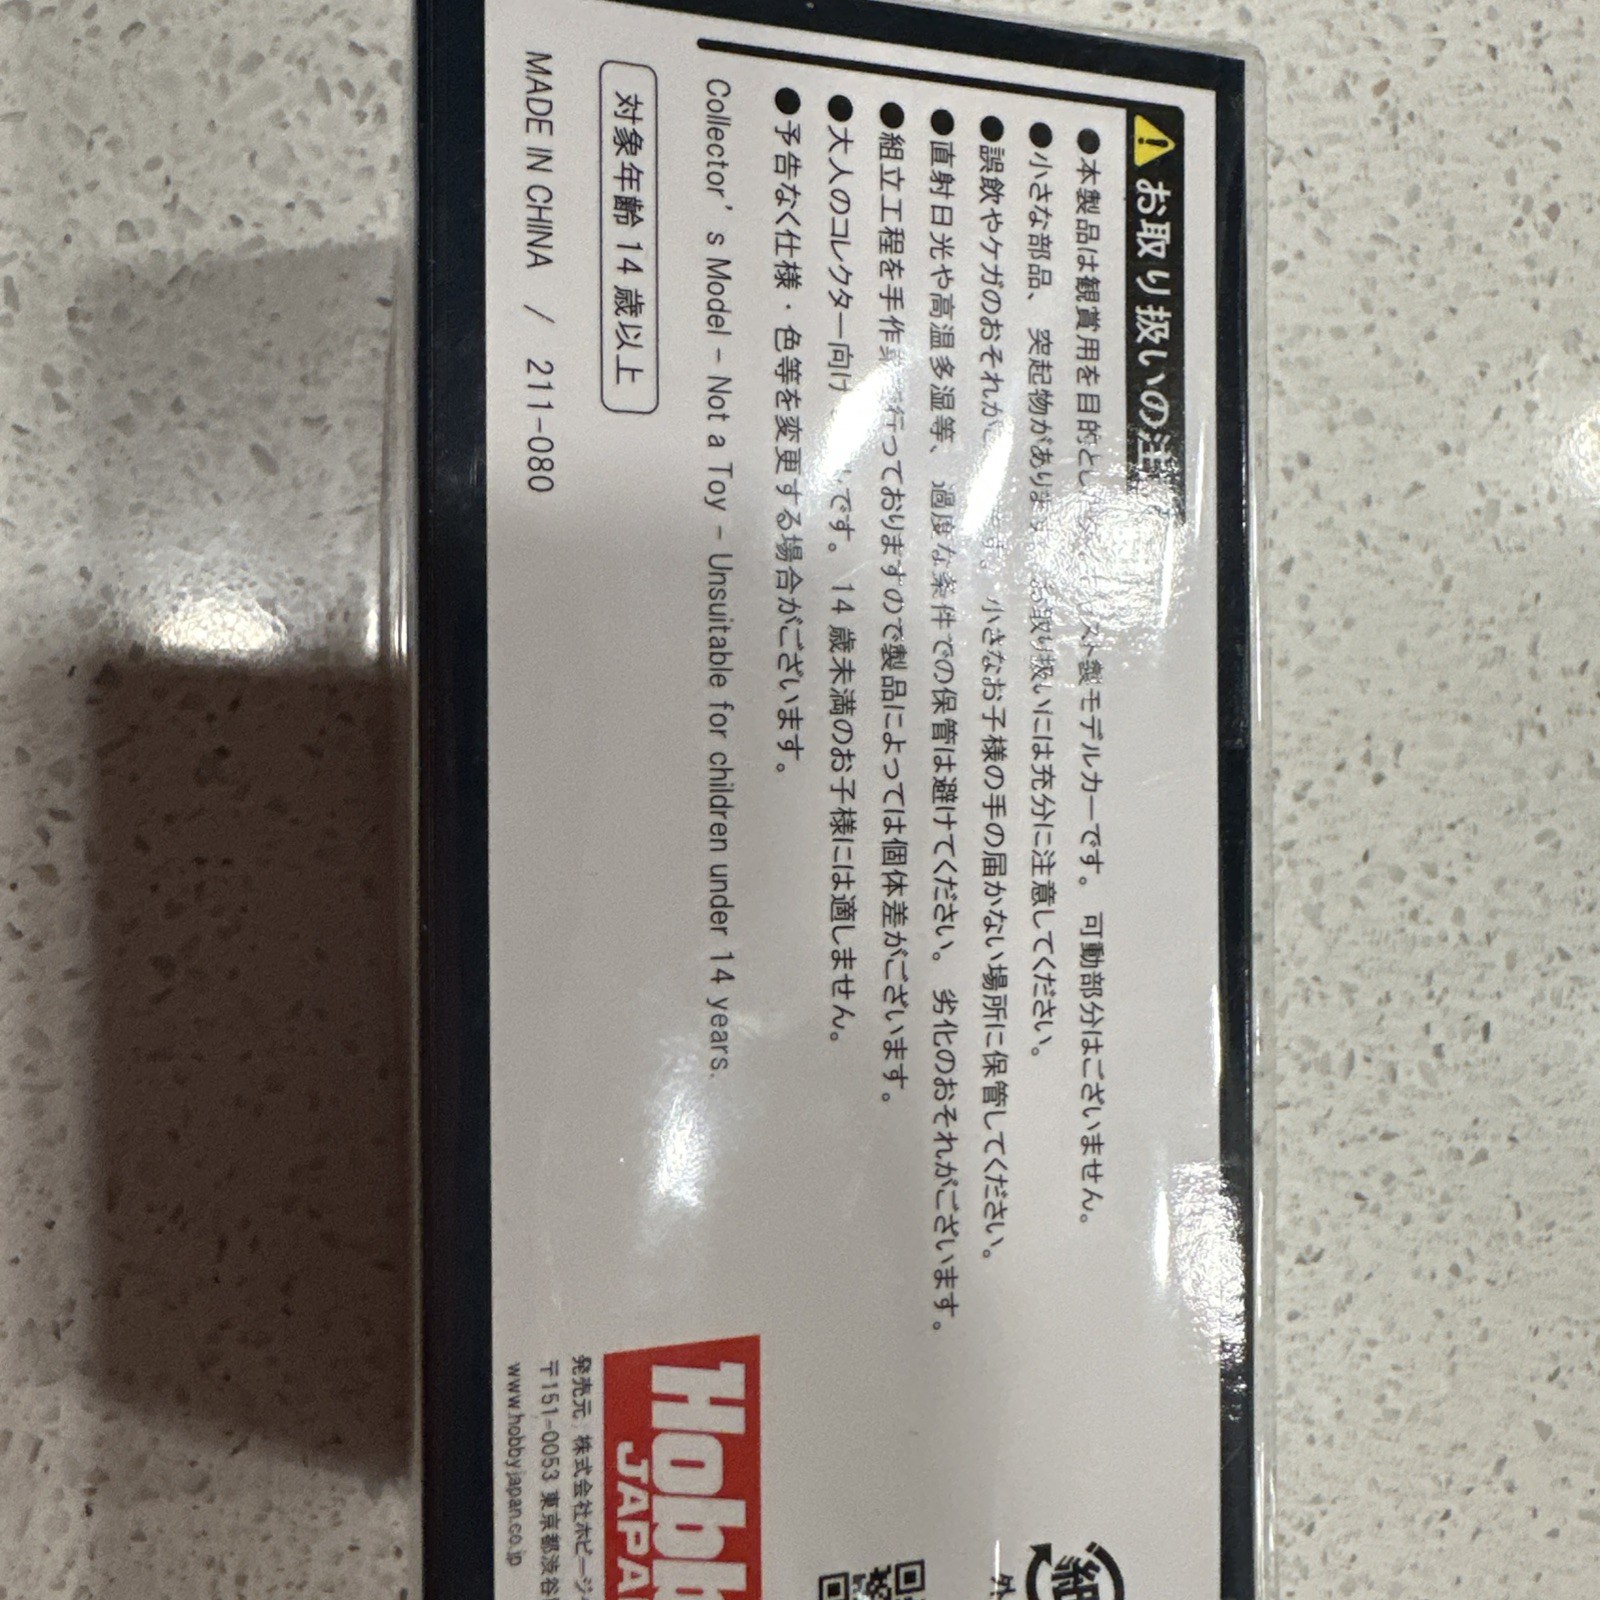 お取り扱いの注
●本製品は観賞用を目的とし スト製モデルカーです。可動部分はございません。
●小さな部品、突起物がありま お取り扱いには充分に注意してください。
●誤飲やケガのおそれが す。小さなお子様の手の届かない場所に保管してください。
●直射日光や高温多湿等、過度な条件での保管は避けてください。劣化のおそれがございます。
●組立工程を手作業 行っておりますので製品によっては個体差がございます。
●大人のコレクター向け です。14歳未満のお子様には適しません。
●予告なく仕様・色等を変更する場合がございます。
Collector's Model - Not a Toy - Unsuitable for children under 14 years.
対象年齢 14 歳以上
MADE IN CHINA / 211-080
紙
外
Hobb
JAPA
発売元 株式会社ホビージ
〒151-0053 東京都渋谷
www.hobbyjapan.co.jp